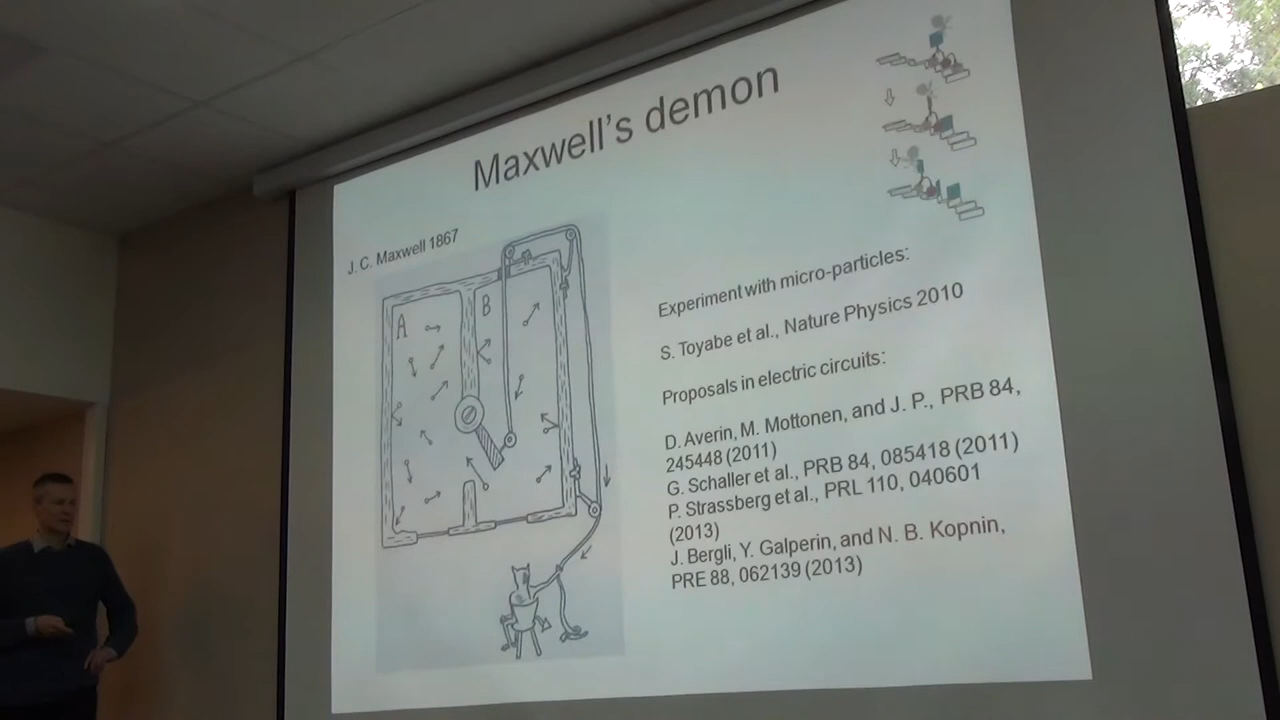 Maxwell's demon
J. C. Maxwell 1867
A
B
Experiment with micro-particles:
S. Toyabe et al., Nature Physics 2010
Proposals in electric circuits:
D. Averin, M. Mottonen, and J. P., PRB 84,
245448 (2011)
G. Schaller et al., PRB 84, 085418 (2011)
P. Strassberg et al., PRL 110, 040601
(2013)
J. Bergli, Y. Galperin, and N. B. Kopnin,
PRE 88, 062139 (2013)